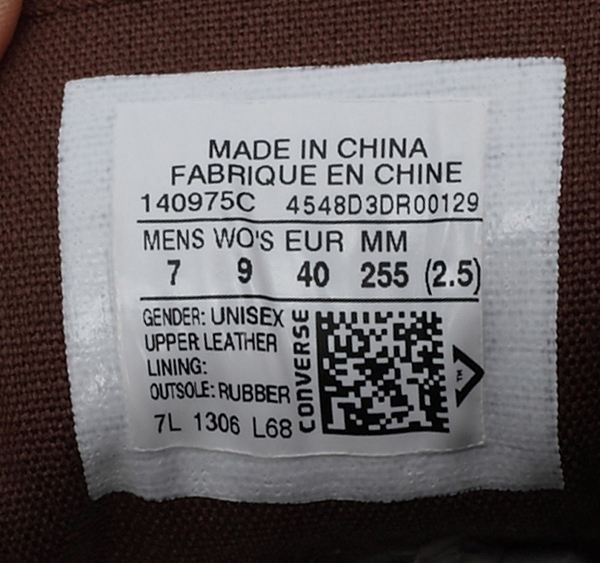 MADE IN CHINA
FABRIQUE EN CHINE
140975C 4548D3DR00129
MENS WO'S EUR MM
7 9 40 255 (2.5)
GENDER: UNISEX
UPPER LEATHER
LINING:
OUTSOLE: RUBBER
7L 1306 L68
CONVERSE